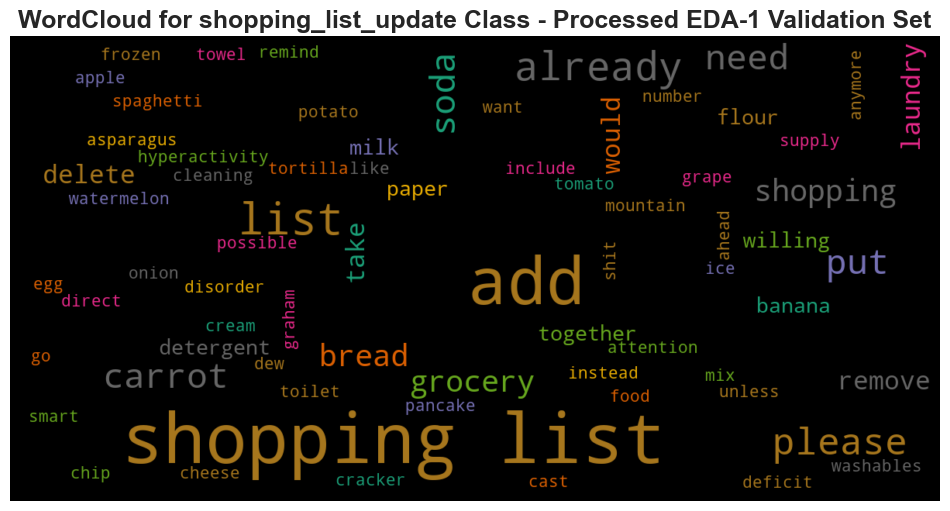 WordCloud for shopping_list_update Class - Processed EDA-1 Validation Set
frozen
towel
remind
already
need
laundry
apple
soda
spaghetti
potato
want
would
number
anymore
flour
asparagus
milk
supply
hyperactivity
tortilla
like
include
delete
cleaning
paper
tomato
grape
shopping
watermelon
list
mountain
possible
take
ahead
willing
onion
shit
ice
put
egg
disorder
add
direct
graham
banana
cream
together
go
detergent
dew
bread
attention
carrot
grocery
instead
mix
remove
toilet
pancake
food
unless
smart
shopping list
please
chip
cheese
cracker
cast
washables
deficit